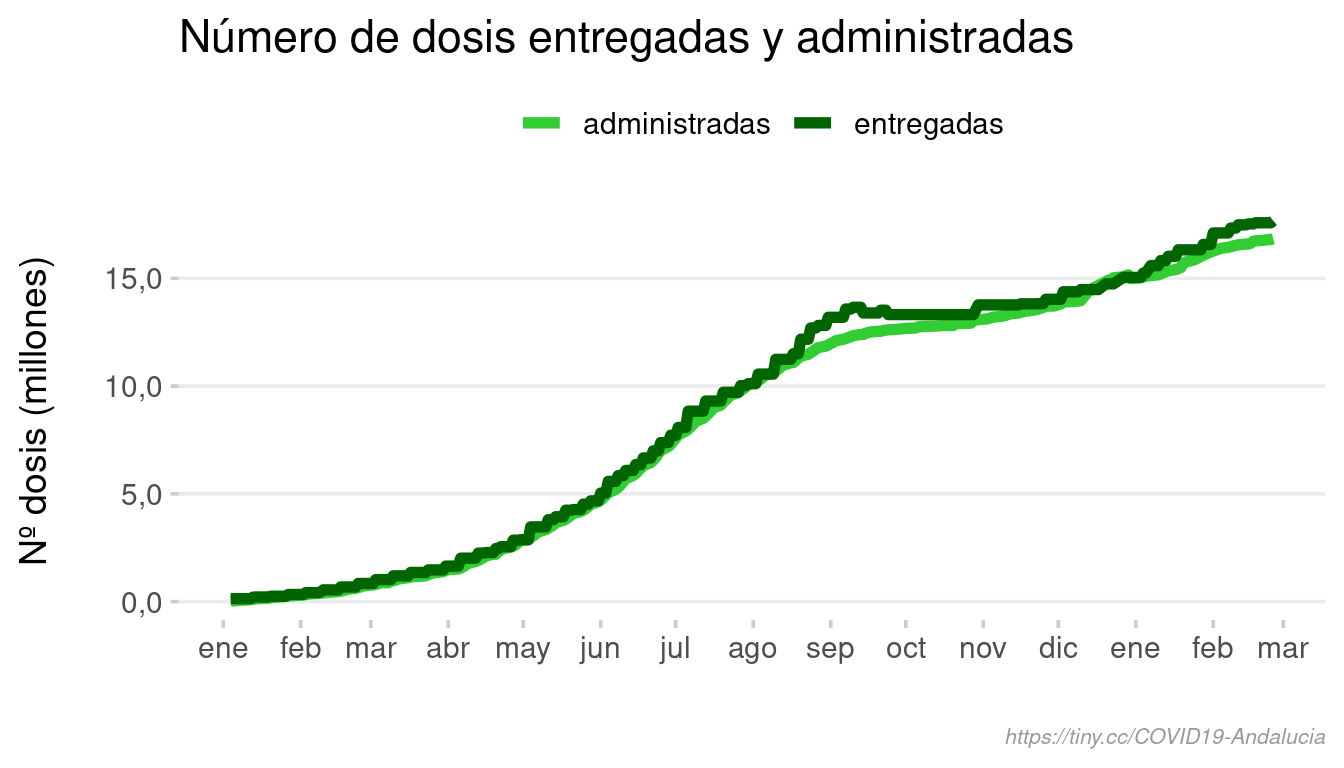 Número de dosis entregadas y administradas
administradas entregadas
Nº dosis (millones)
15,0
10,0
5,0
0,0
ene feb mar abr may jun jul ago sep oct nov dic ene feb mar
https://tiny.cc/COVID19-Andalucia